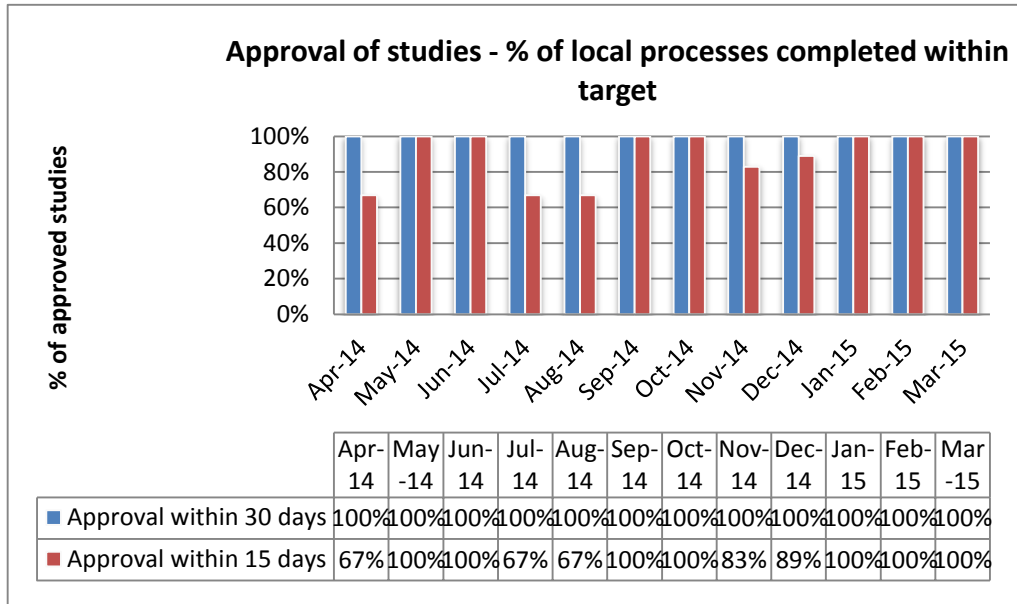 Approval of studies - % of local processes completed within
target
% of approved studies
100%
80%
60%
40%
20%
0%
Apr-14 May-14 Jun-14 Jul-14 Aug-14 Sep-14 Oct-14 Nov-14 Dec-14 Jan-15 Feb-15 Mar-15
Apr- May Jun- Jul- Aug- Sep- Oct- Nov- Dec- Jan- Feb- Mar
14 -14 14 14 14 14 14 14 14 15 15 -15
Approval within 30 days 100% 100% 100% 100% 100% 100% 100% 100% 100% 100% 100% 100%
Approval within 15 days 67% 100% 100% 67% 67% 100% 100% 83% 89% 100% 100% 100%